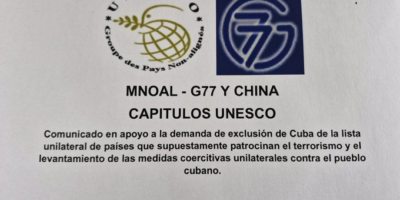 U O
Groupe des Pays Non-alignés
MNOAL - G77 Y CHINA
CAPITULOS UNESCO
Comunicado en apoyo a la demanda de exclusión de Cuba de la lista
unilateral de países que supuestamente patrocinan el terrorismo y el
levantamiento de las medidas coercitivas unilaterales contra el pueblo
cubano.